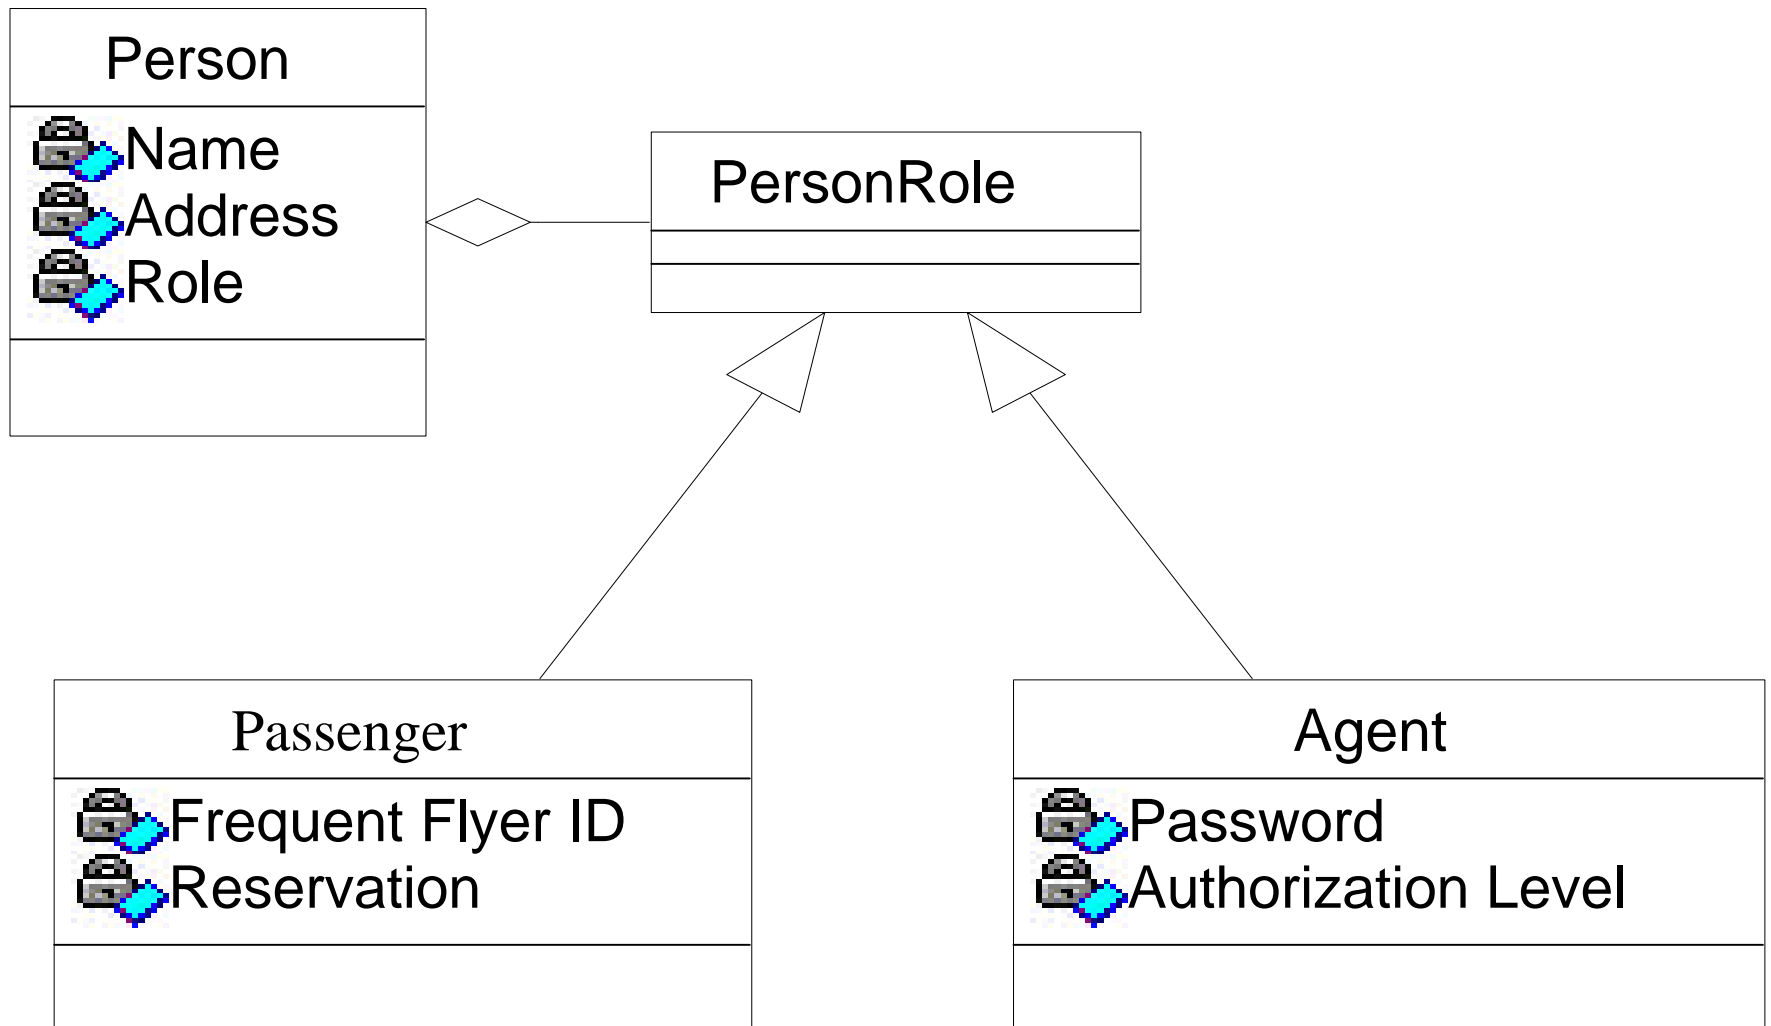 Person
Name
Address
Role
PersonRole
Passenger
Frequent Flyer ID
Reservation
Agent
Password
Authorization Level